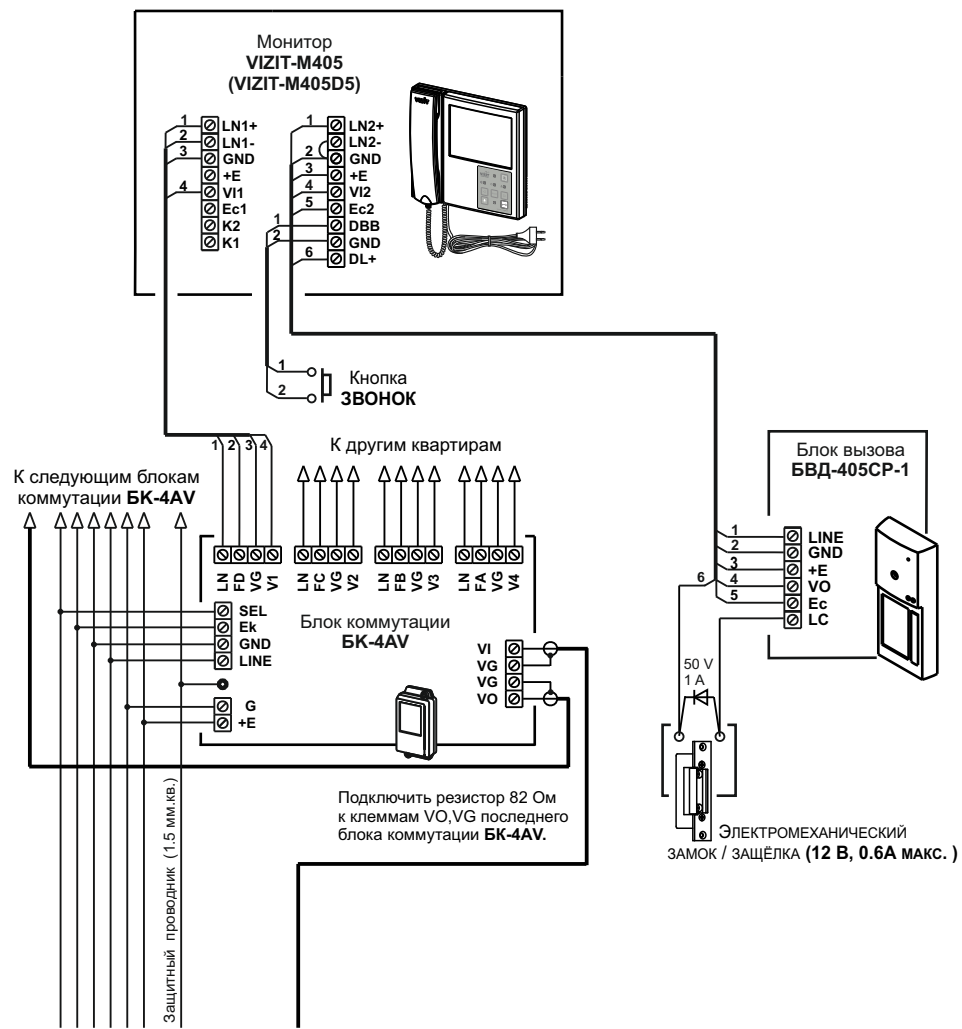 Монитор
VIZIT-M405
(VIZIT-M405D5)
1 LN1+
2 LN1-
3 GND
+E
4 VI1
Ec1
K2
K1
1 LN2+
LN2-
2 GND
3 +E
4 VI2
5 Ec2
1 DBB
2 GND
6 DL+
1
2
Кнопка
ЗВОНОК
1 2 3 4
К другим квартирам
К следующим блокам
коммутации БК-4AV
LN FD VG V1
LN FC VG V2
LN FB VG V3
LN FA VG V4
SEL
Ek
GND
LINE
G
+E
Блок коммутации
БК-4AV
VI
VG
VG
VO
Подключить резистор 82 Ом
к клеммам VO,VG последнего
блока коммутации БК-4AV.
Защитный проводник (1.5 мм.кв.)
Блок вызова
БВД-405CP-1
1 LINE
2 GND
3 +E
4 VO
5 Ec
LC
6
50 V
1 A
ЭЛЕКТРОМЕХАНИЧЕСКИЙ
ЗАМОК / ЗАЩЁЛКА (12 В, 0.6А МАКС. )